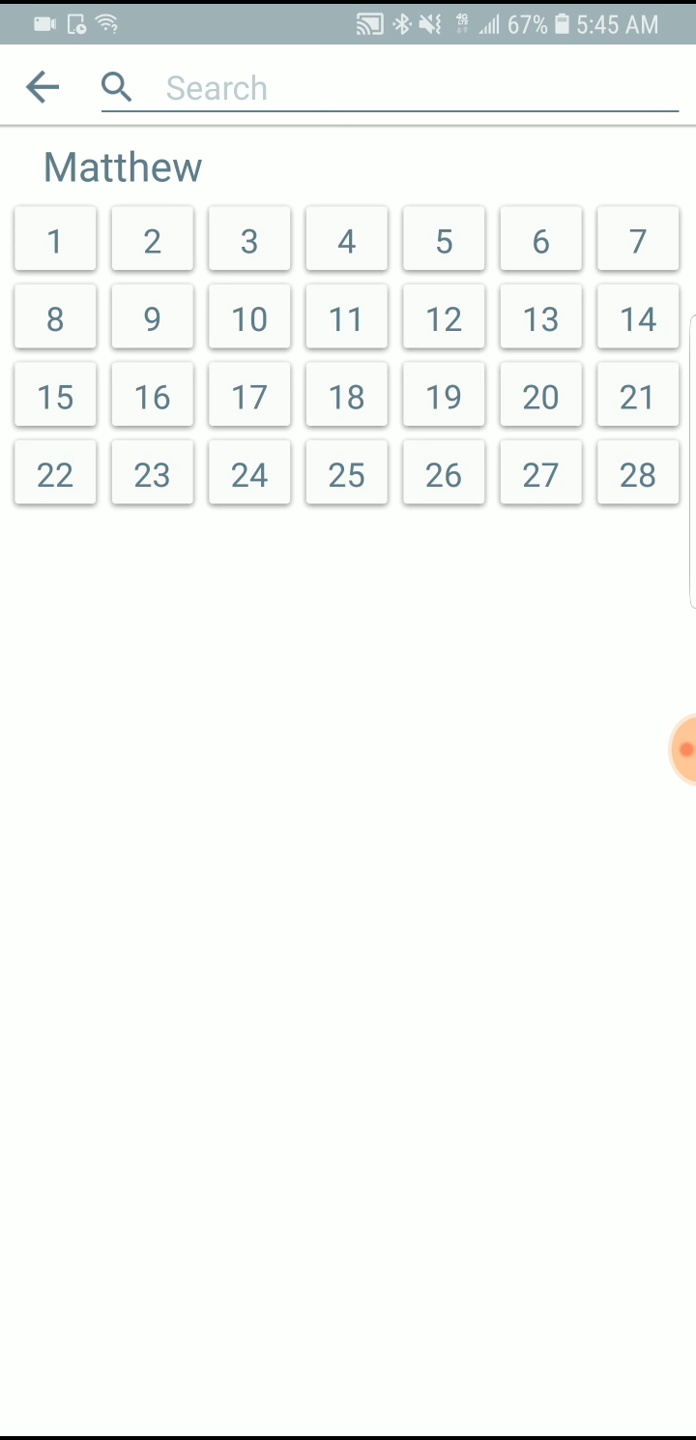 67% 5:45 AM
Search
Matthew
1 2 3 4 5 6 7
8 9 10 11 12 13 14
15 16 17 18 19 20 21
22 23 24 25 26 27 28